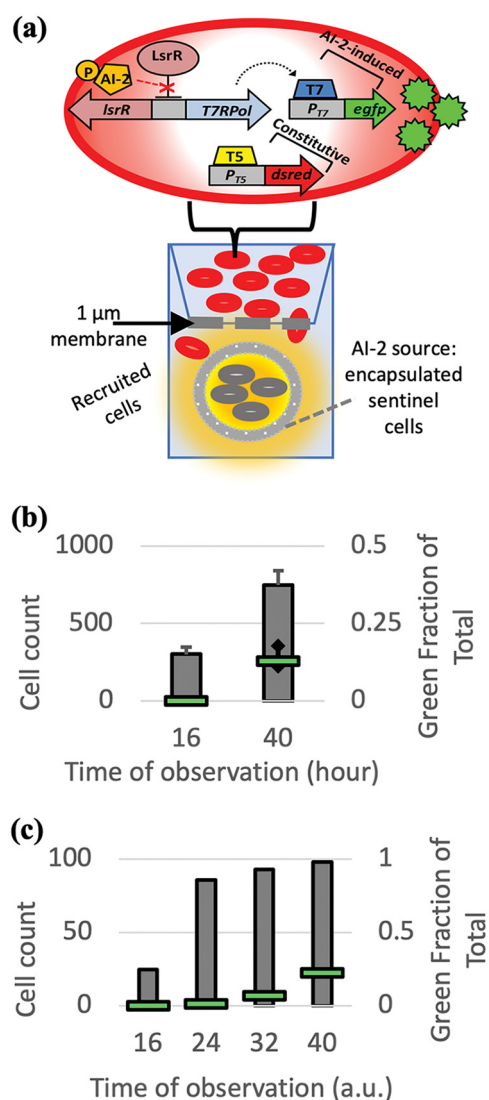 (a)
LsrR
AI-2-induced
P
AI-2
T7
lsrR
T7RPol
P_T7
egfp
Constitutive
T5
P_T5
dsred
1 µm
membrane
Recruited
cells
AI-2 source:
encapsulated
sentinel
cells
(b)
Cell count
1000
500
0
0.5
0.25
0
Green Fraction of
Total
16 40
Time of observation (hour)
(c)
Cell count
100
50
0
1
0.5
0
Green Fraction of
Total
16 24 32 40
Time of observation (a.u.)